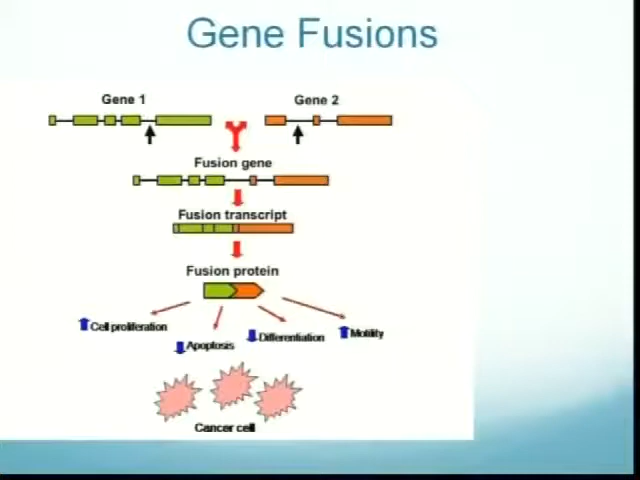 Gene Fusions
Gene 1
Gene 2
Fusion gene
Fusion transcript
Fusion protein
Cell proliferation
Apoptosis
Differentiation
Motility
Cancer cell